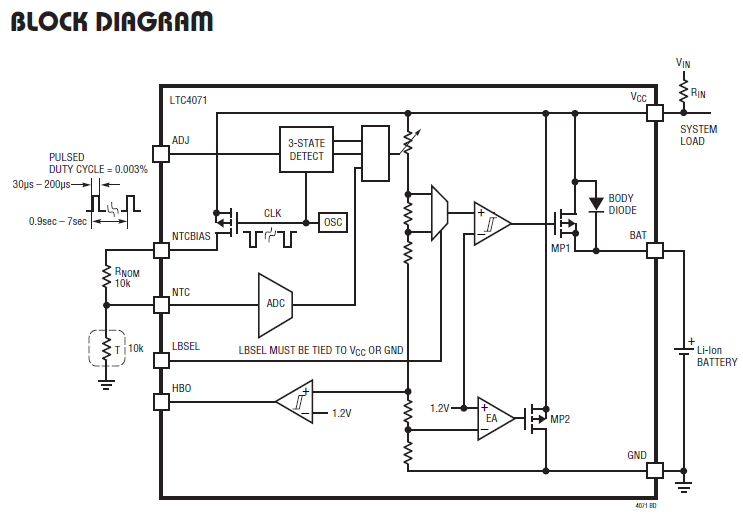 BLOCK DIAGRAM
VIN
RIN
VCC
LTC4071
SYSTEM
LOAD
ADJ
3-STATE
DETECT
PULSED
DUTY CYCLE = 0.003%
30µs – 200µs
0.9sec – 7sec
CLK
OSC
+
–
BODY
DIODE
MP1
BAT
NTCBIAS
RNOM
10k
NTC
ADC
T
10k
LBSEL
LBSEL MUST BE TIED TO VCC OR GND
+
Li-Ion
BATTERY
HBO
+
–
1.2V
1.2V
+
EA
–
MP2
GND
4071 BD